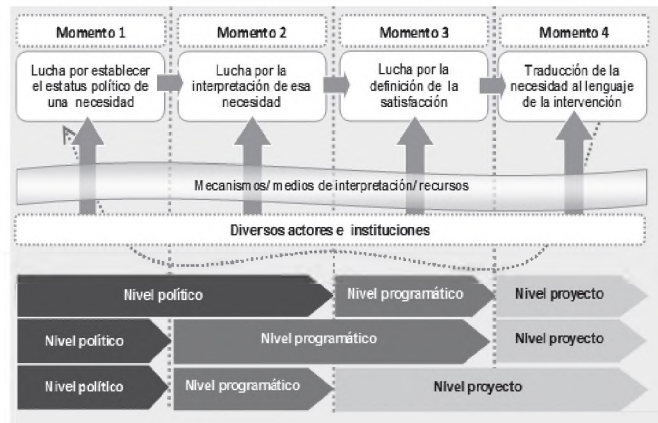 Momento 1
Momento 2
Momento 3
Momento 4
Lucha por establecer
el estatus político de
una necesidad
Lucha por la
interpretación de esa
necesidad
Lucha por la
definición de la
satisfacción
Traducción de la
necesidad al lenguaje
de la intervención
Mecanismos/ medios de interpretación/ recursos
Diversos actores e instituciones
Nivel político
Nivel programático
Nivel proyecto
Nivel político
Nivel programático
Nivel proyecto
Nivel político
Nivel programático
Nivel proyecto